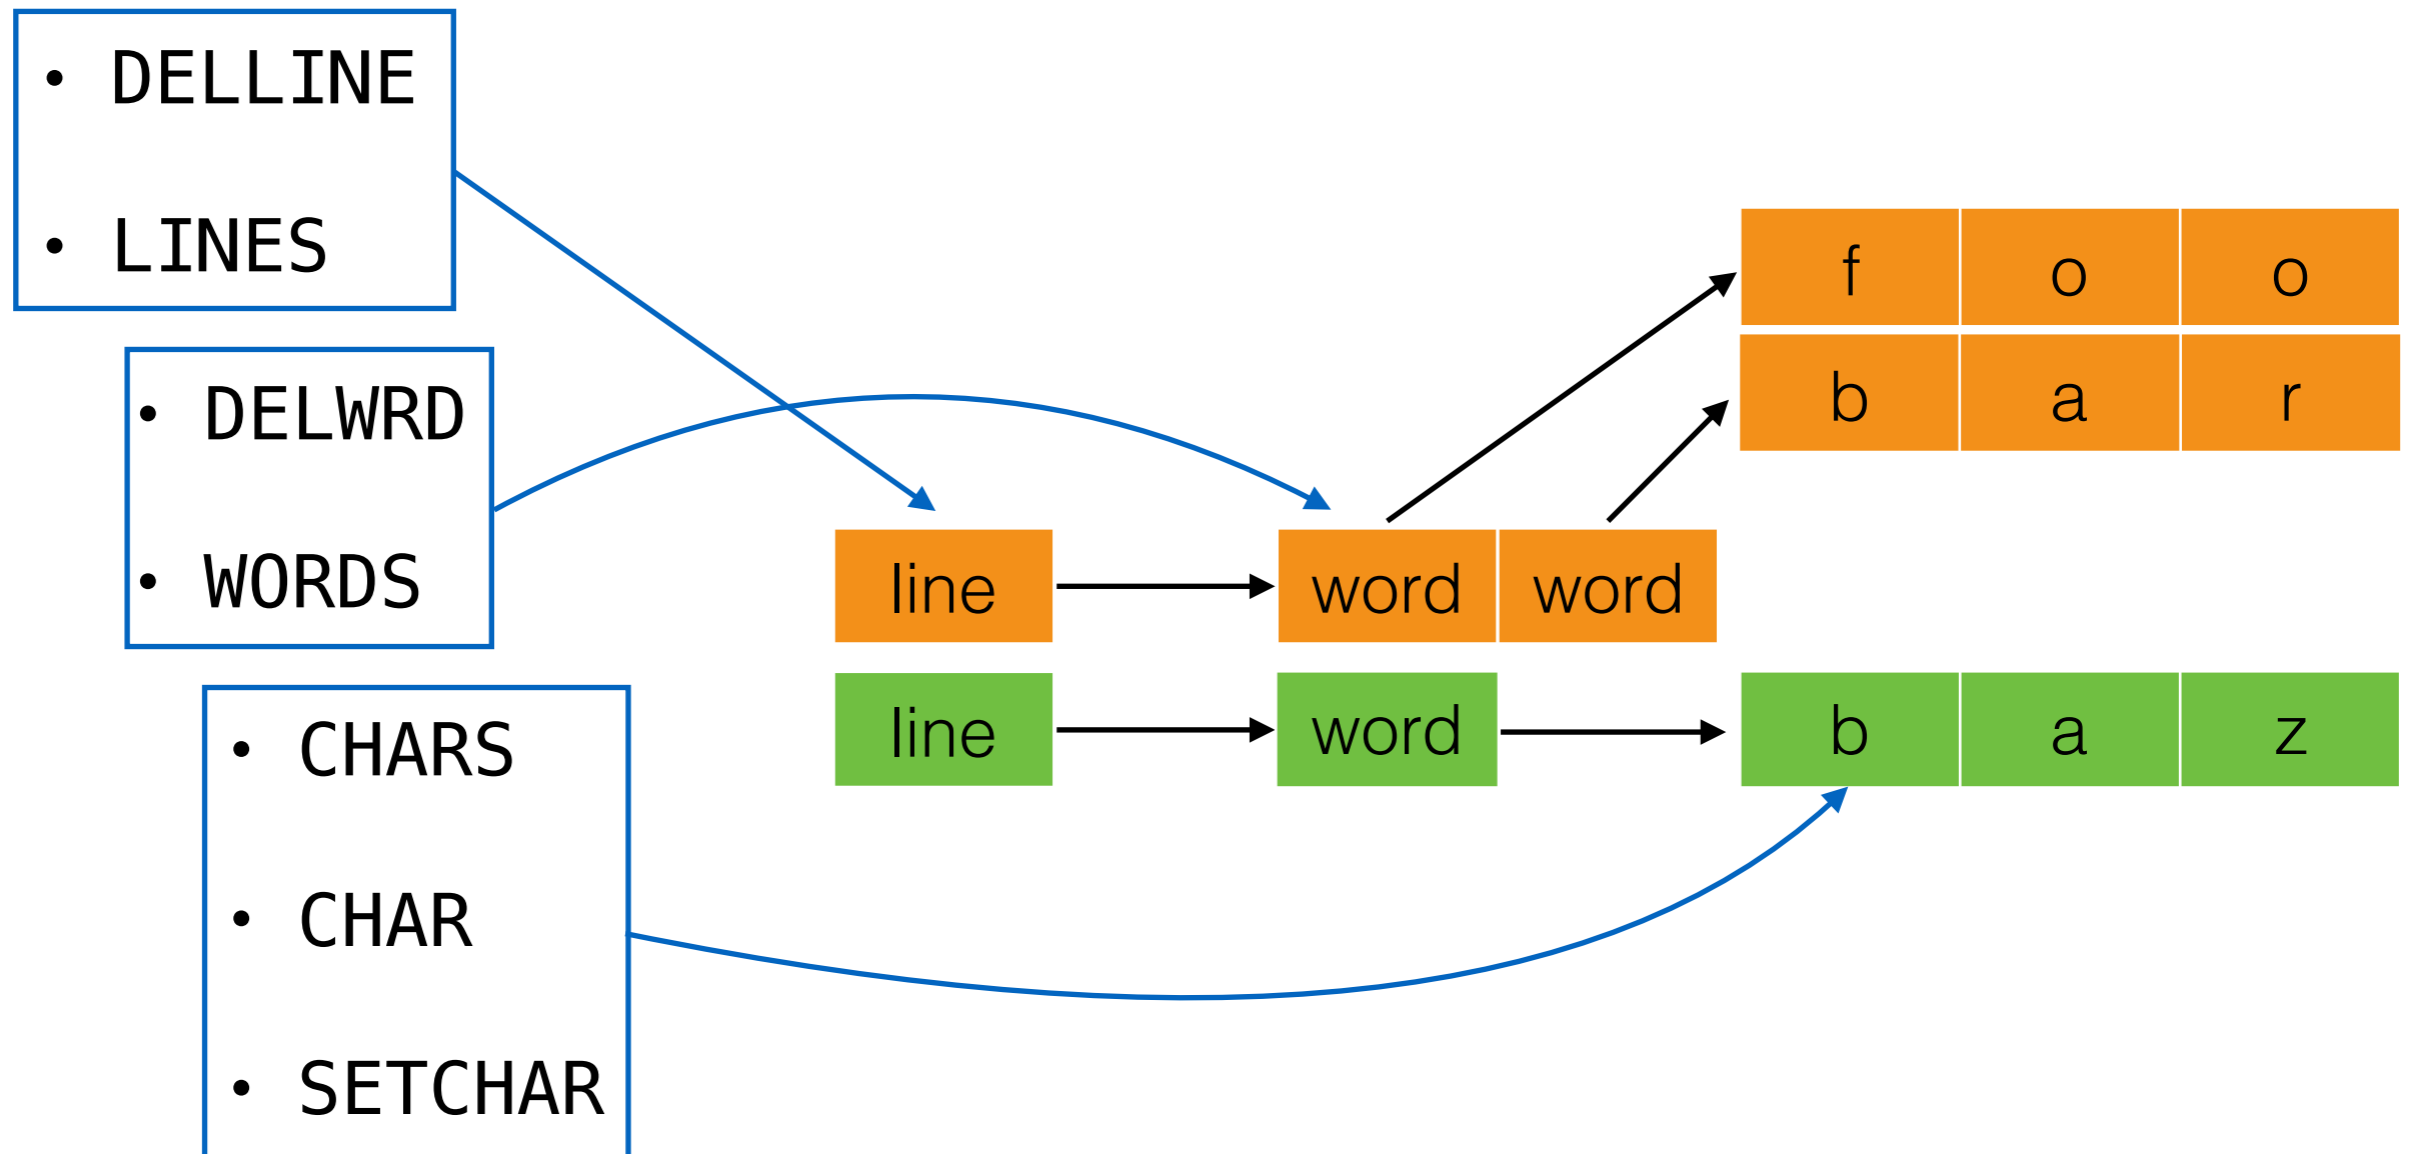 • DELLINE
• LINES
• DELWRD
• WORDS
• CHARS
• CHAR
• SETCHAR
f o o
b a r
line word word
line word b a z